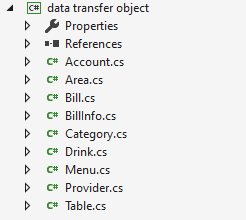 data transfer object
Properties
References
Account.cs
Area.cs
Bill.cs
BillInfo.cs
Category.cs
Drink.cs
Menu.cs
Provider.cs
Table.cs